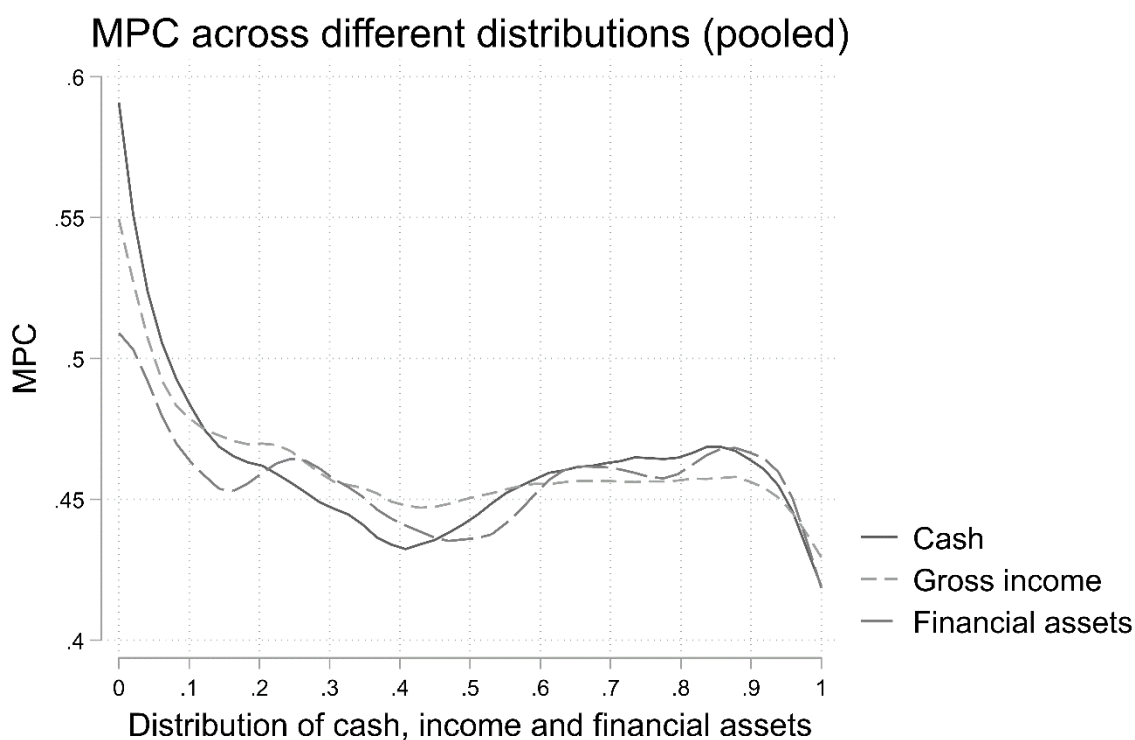 MPC across different distributions (pooled)
.6
.55
.5
.45
.4
MPC
0 .1 .2 .3 .4 .5 .6 .7 .8 .9 1
Distribution of cash, income and financial assets
Cash
Gross income
Financial assets